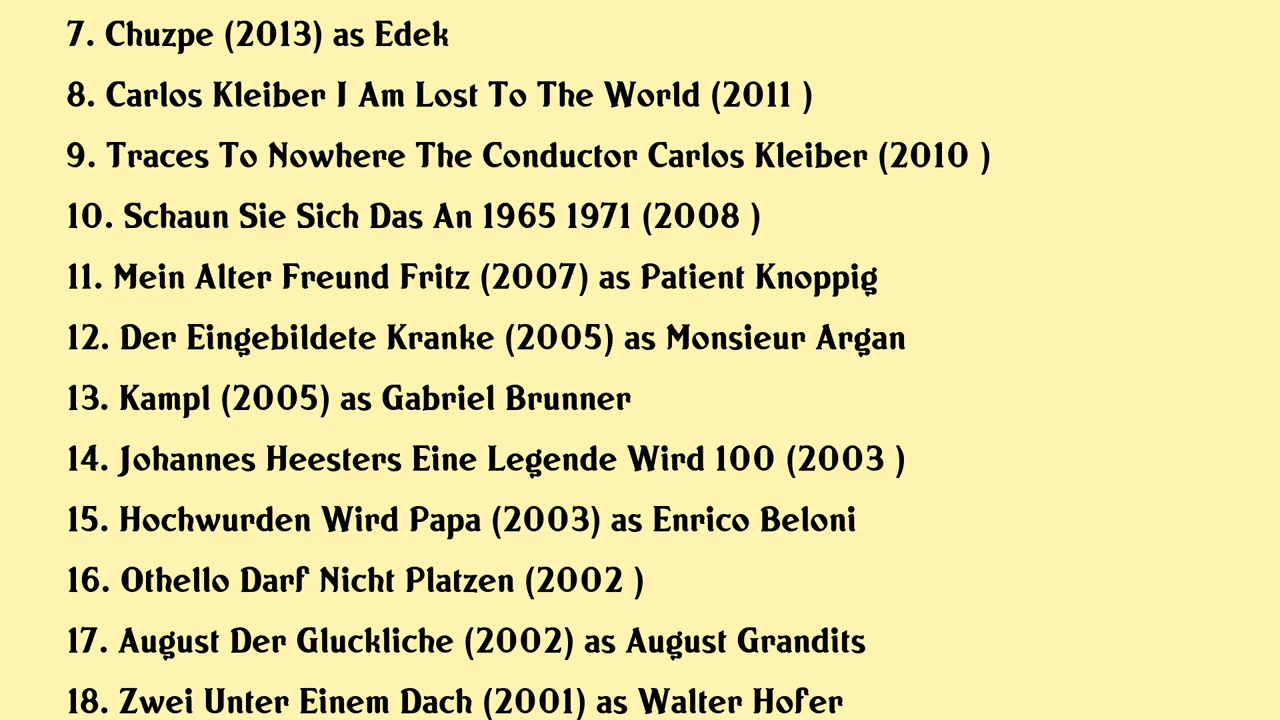 7. Chuzpe (2013) as Edek
8. Carlos Kleiber I Am Lost To The World (2011 )
9. Traces To Nowhere The Conductor Carlos Kleiber (2010 )
10. Schaun Sie Sich Das An 1965 1971 (2008 )
11. Mein Alter Freund Fritz (2007) as Patient Knoppig
12. Der Eingebildete Kranke (2005) as Monsieur Argan
13. Kampl (2005) as Gabriel Brunner
14. Johannes Heesters Eine Legende Wird 100 (2003 )
15. Hochwurden Wird Papa (2003) as Enrico Beloni
16. Othello Darf Nicht Platzen (2002 )
17. August Der Gluckliche (2002) as August Grandits
18. Zwei Unter Einem Dach (2001) as Walter Hofer